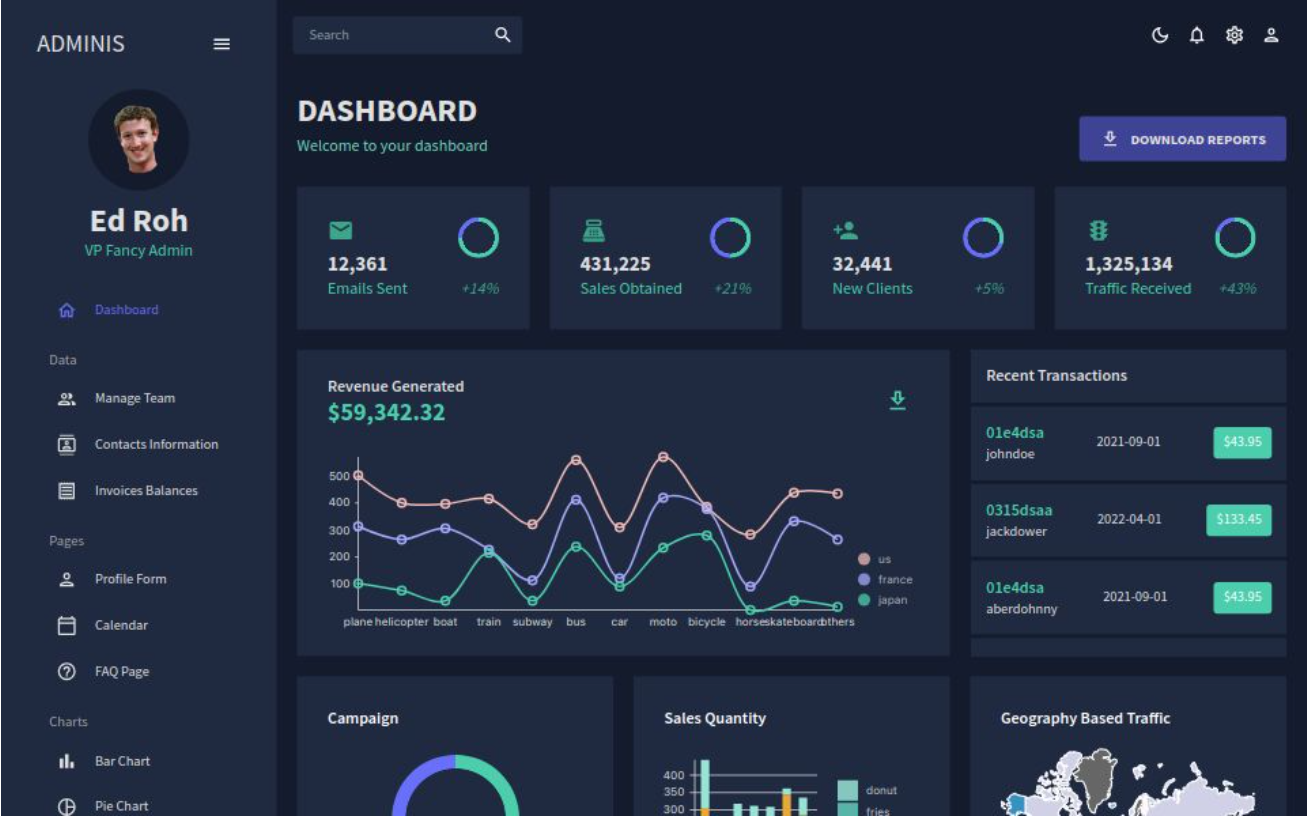 ADMINIS
Ed Roh
VP Fancy Admin
Dashboard
Data
Manage Team
Contacts Information
Invoices Balances
Pages
Profile Form
Calendar
FAQ Page
Charts
Bar Chart
Pie Chart
Search
DASHBOARD
Welcome to your dashboard
DOWNLOAD REPORTS
12,361
Emails Sent +14%
431,225
Sales Obtained +21%
32,441
New Clients +5%
1,325,134
Traffic Received +43%
Revenue Generated
$59,342.32
500
400
300
200
100
plane helicopter boat train subway bus car moto bicycle horse skateboard others
us
france
japan
Recent Transactions
01e4dsa
johndoe
2021-09-01
$43.95
0315dsaa
jackdower
2022-04-01
$133.45
01e4dsa
aberdohnny
2021-09-01
$43.95
Campaign
Sales Quantity
400
350
300
donut
fries
Geography Based Traffic